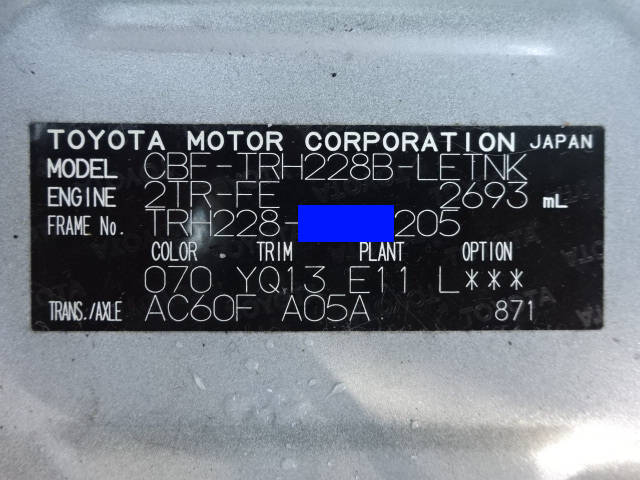 TOYOTA MOTOR CORPORATION JAPAN
MODEL CBF-TRH228B-LETNK
ENGINE 2TR-FE 2693 mL
FRAME No. TRH228- 205
COLOR TRIM PLANT OPTION
070 YQ13 E11 L***
TRANS./AXLE AC60F A05A 871